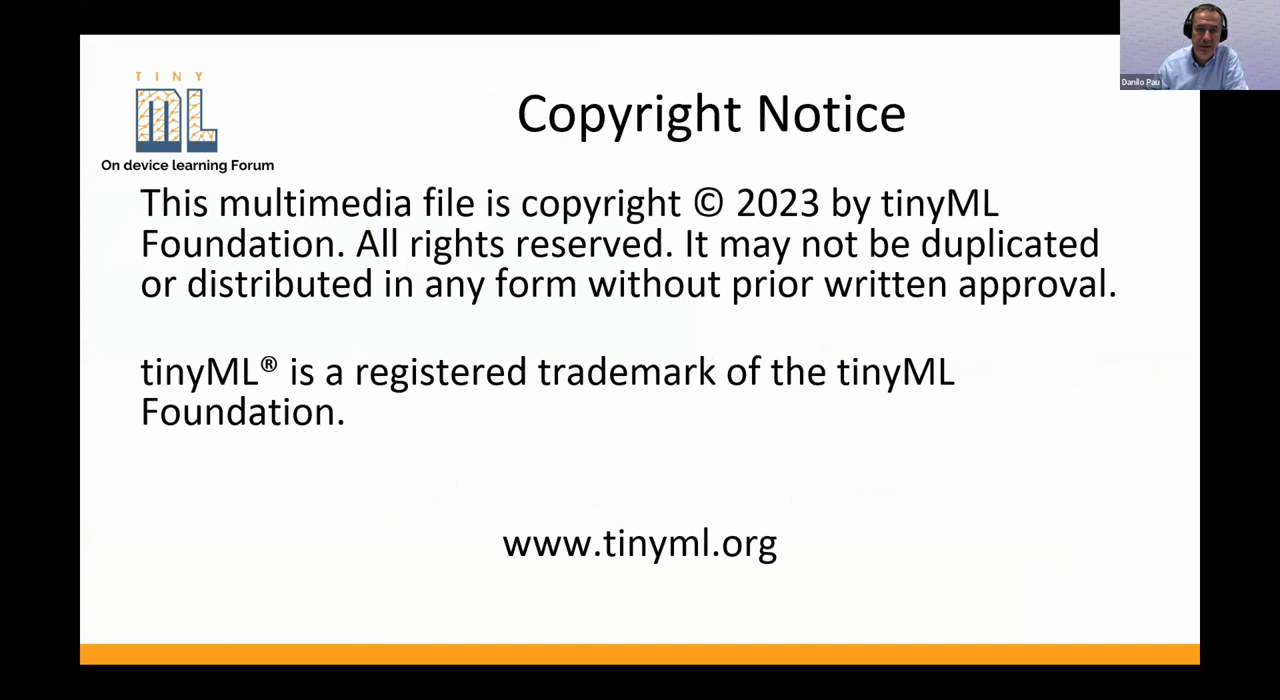 TINY
ML
On device learning Forum
Copyright Notice
Danilo Pau
This multimedia file is copyright © 2023 by tinyML
Foundation. All rights reserved. It may not be duplicated
or distributed in any form without prior written approval.
tinyML® is a registered trademark of the tinyML
Foundation.
www.tinyml.org